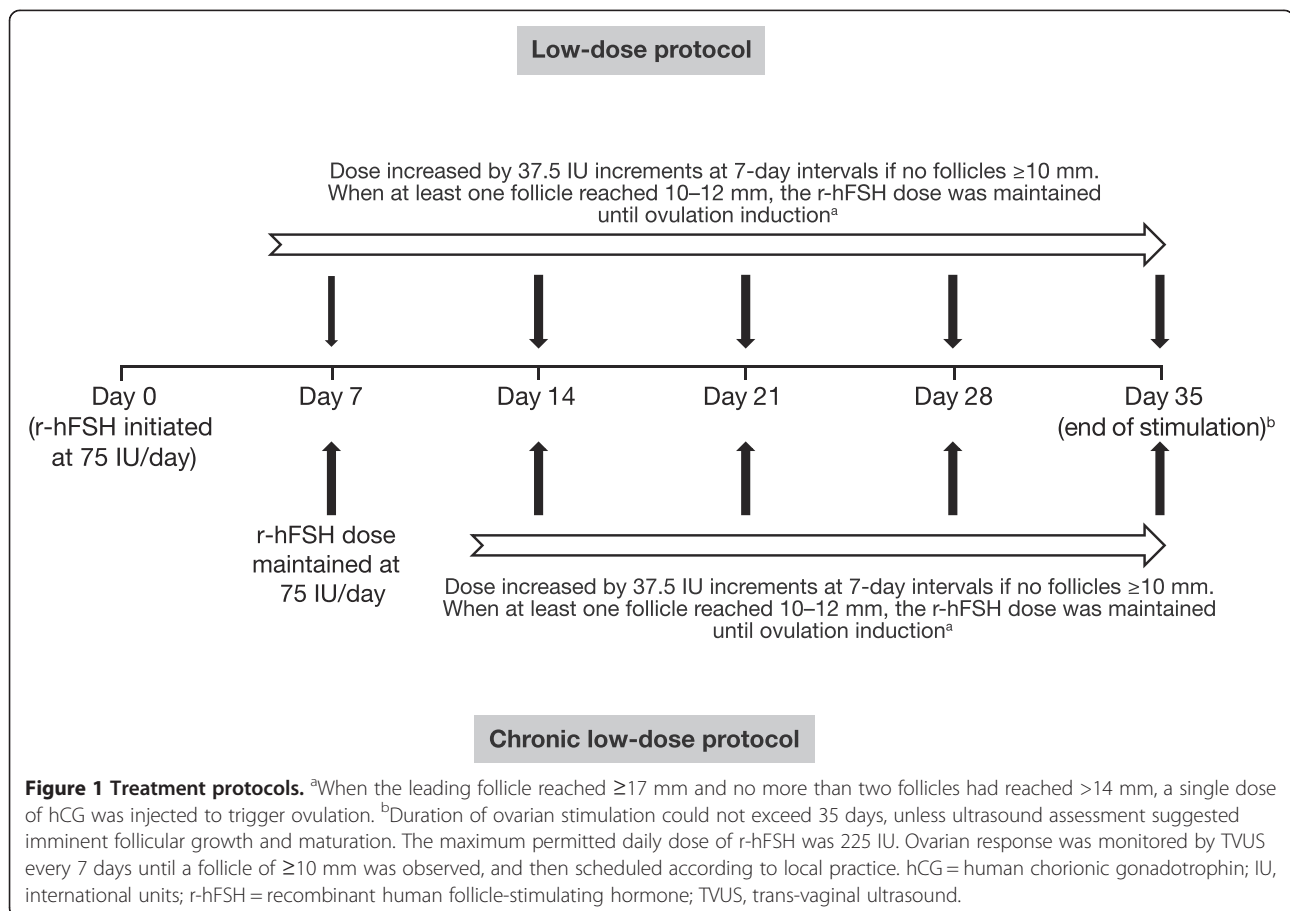 Low-dose protocol
Dose increased by 37.5 IU increments at 7-day intervals if no follicles ≥10 mm.
When at least one follicle reached 10–12 mm, the r-hFSH dose was maintained
until ovulation inductionᵃ
Day 0
(r-hFSH initiated
at 75 IU/day)
Day 7
Day 14
Day 21
Day 28
Day 35
(end of stimulation)ᵇ
r-hFSH dose
maintained at
75 IU/day
Dose increased by 37.5 IU increments at 7-day intervals if no follicles ≥10 mm.
When at least one follicle reached 10–12 mm, the r-hFSH dose was maintained
until ovulation inductionᵃ
Chronic low-dose protocol
Figure 1 Treatment protocols. ᵃWhen the leading follicle reached ≥17 mm and no more than two follicles had reached >14 mm, a single dose
of hCG was injected to trigger ovulation. ᵇDuration of ovarian stimulation could not exceed 35 days, unless ultrasound assessment suggested
imminent follicular growth and maturation. The maximum permitted daily dose of r-hFSH was 225 IU. Ovarian response was monitored by TVUS
every 7 days until a follicle of ≥10 mm was observed, and then scheduled according to local practice. hCG = human chorionic gonadotrophin; IU,
international units; r-hFSH = recombinant human follicle-stimulating hormone; TVUS, trans-vaginal ultrasound.